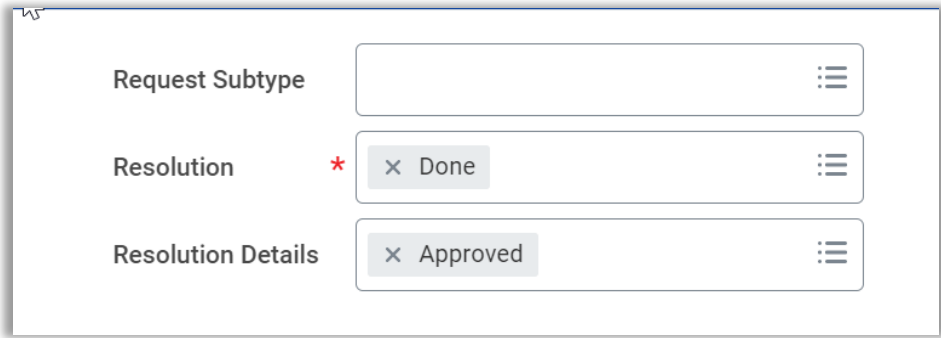 Request Subtype
Resolution * × Done
Resolution Details × Approved